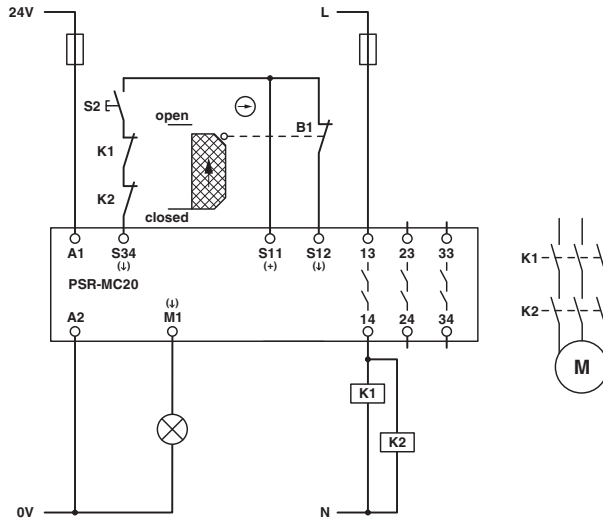 24V
L
S2
open
B1
K1
K2
closed
A1
S34
(↓)
S11
(+)
S12
(↓)
13
23
33
PSR-MC20
(↓)
A2
M1
14
24
34
K1
K2
0V
N
K1
K2
M